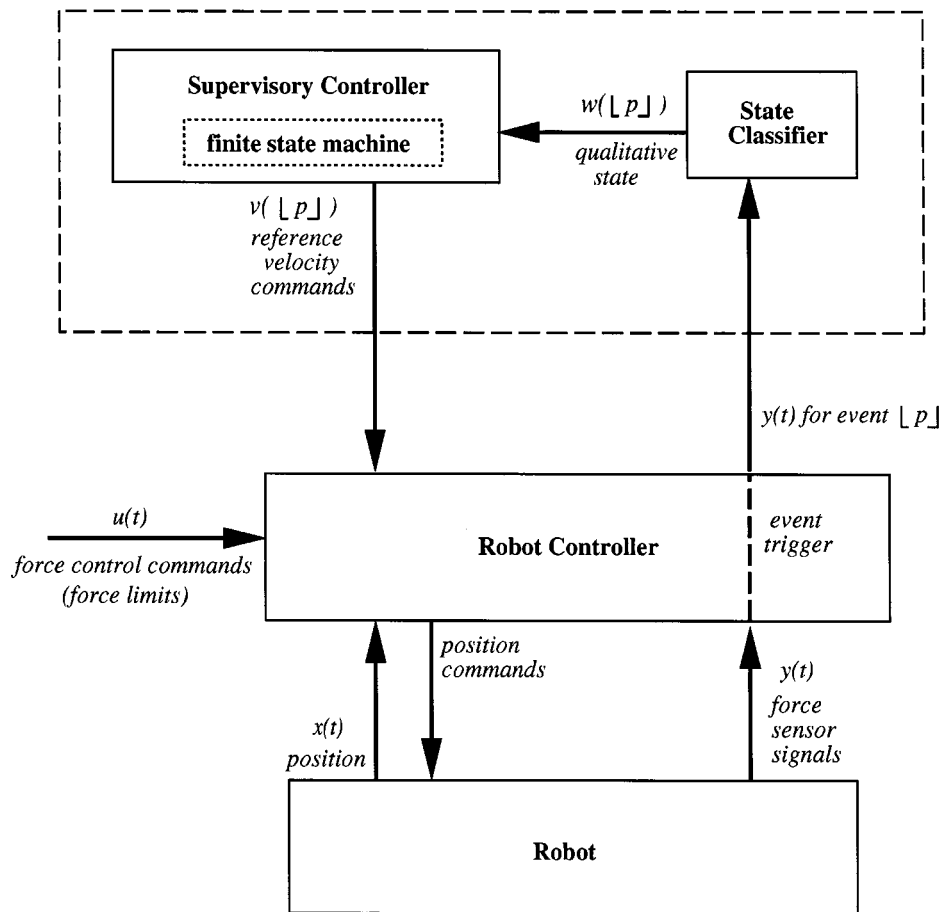 Supervisory Controller
finite state machine
w(⌊ p⌋ )
qualitative
state
State
Classifier
v( ⌊ p⌋ )
reference
velocity
commands
y(t) for event ⌊ p⌋
u(t)
force control commands
(force limits)
Robot Controller
event
trigger
position
commands
x(t)
position
y(t)
force
sensor
signals
Robot